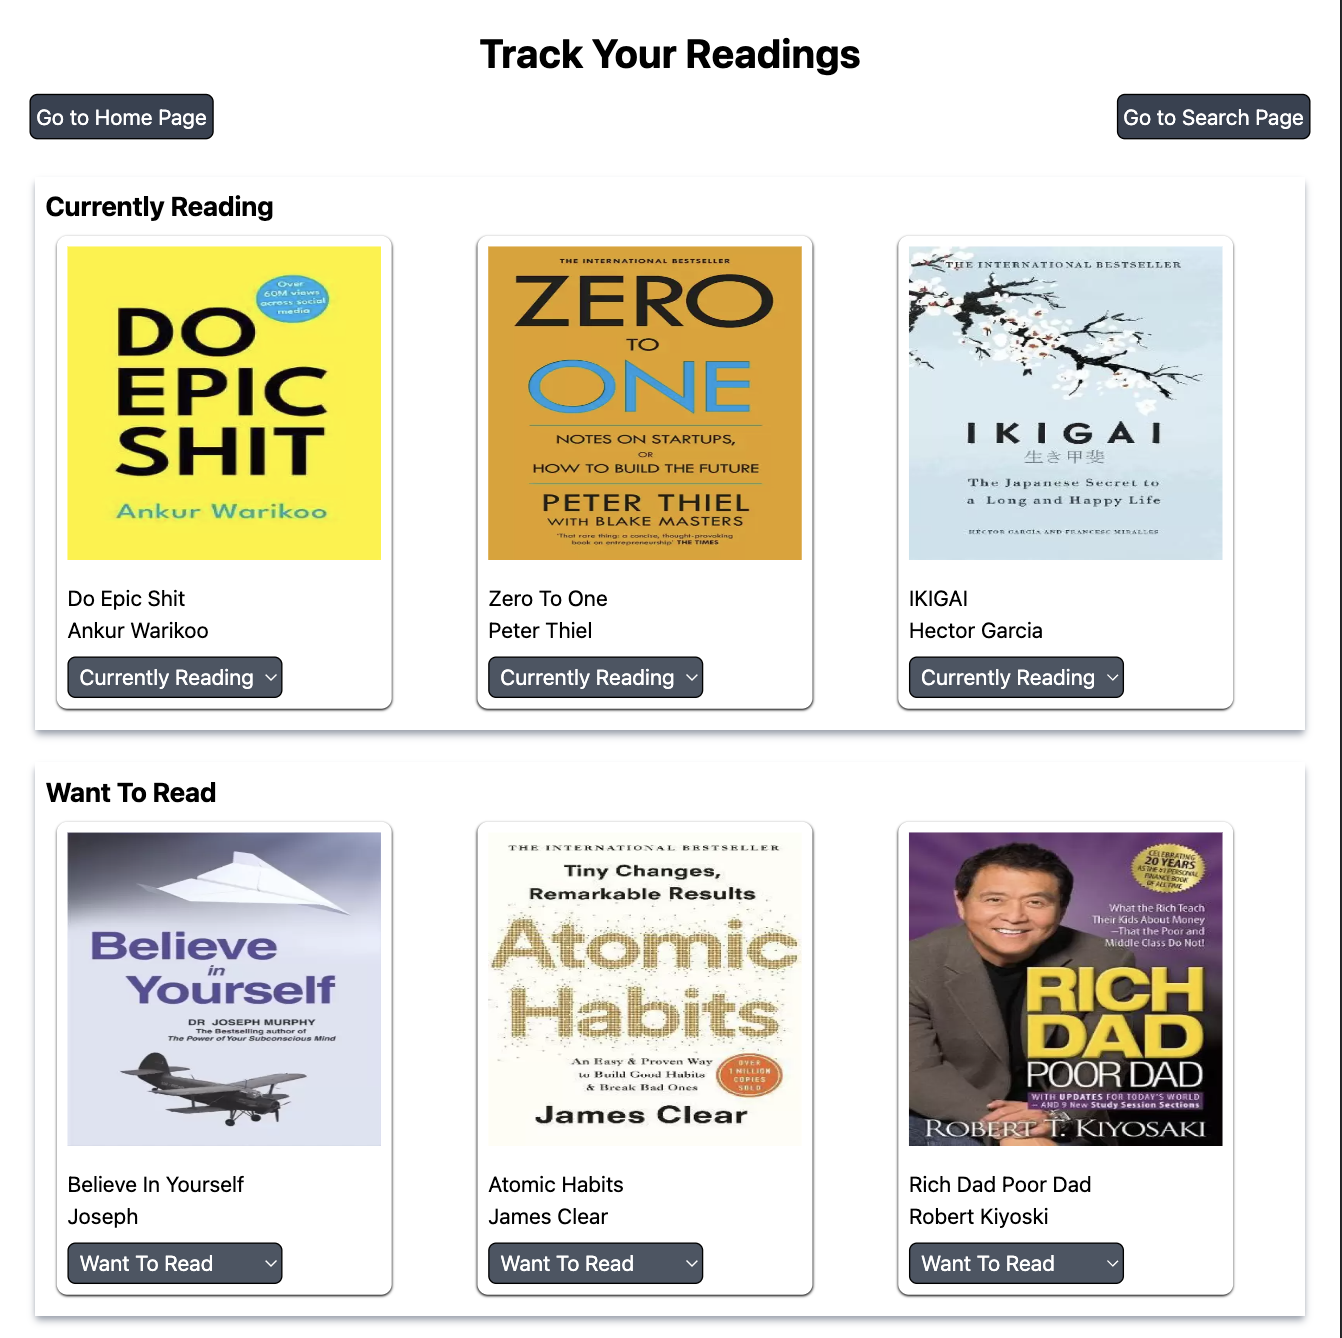 Track Your Readings
Go to Home Page
Go to Search Page
Currently Reading
Over
60M views
across social
media
DO
EPIC
SHIT
Ankur Warikoo
Do Epic Shit
Ankur Warikoo
Currently Reading
THE INTERNATIONAL BESTSELLER
ZERO
TO
ONE
NOTES ON STARTUPS,
OR
HOW TO BUILD THE FUTURE
PETER THIEL
WITH BLAKE MASTERS
'That rare thing: a concise, thought-provoking
book on entrepreneurship' THE TIMES
Zero To One
Peter Thiel
Currently Reading
THE INTERNATIONAL BESTSELLER
IKIGAI
生き甲斐
The Japanese Secret to
a Long and Happy Life
HECTOR GARCIA AND FRANCESC MIRALLES
IKIGAI
Hector Garcia
Currently Reading
Want To Read
Believe
in
Yourself
DR JOSEPH MURPHY
The Bestselling author of
The Power of Your Subconscious Mind
Believe In Yourself
Joseph
Want To Read
THE INTERNATIONAL BESTSELLER
Tiny Changes,
Remarkable Results
Atomic
Habits
An Easy & Proven Way
to Build Good Habits
& Break Bad Ones
OVER
1 MILLION
COPIES
SOLD
James Clear
Atomic Habits
James Clear
Want To Read
CELEBRATING
20 YEARS
AS THE #1 PERSONAL
FINANCE BOOK
OF ALL TIME
What the Rich Teach
Their Kids About Money
—That the Poor and
Middle Class Do Not!
RICH
DAD
POOR DAD
WITH UPDATES FOR TODAY'S WORLD
— AND 9 New Study Session Sections
ROBERT T. KIYOSAKI
Rich Dad Poor Dad
Robert Kiyoski
Want To Read